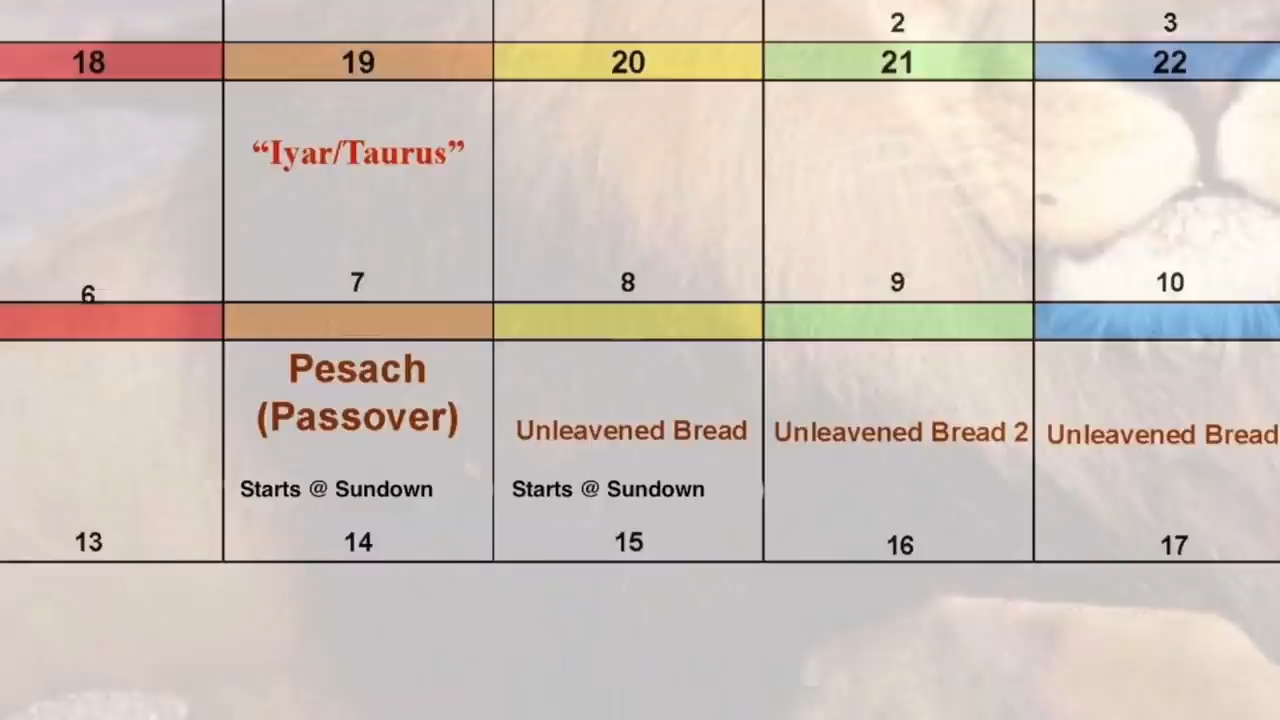 2 3
18 19 20 21 22
“Iyar/Taurus”
6 7 8 9 10
Pesach
(Passover)
Unleavened Bread Unleavened Bread 2 Unleavened Bread
Starts @ Sundown Starts @ Sundown
13 14 15 16 17